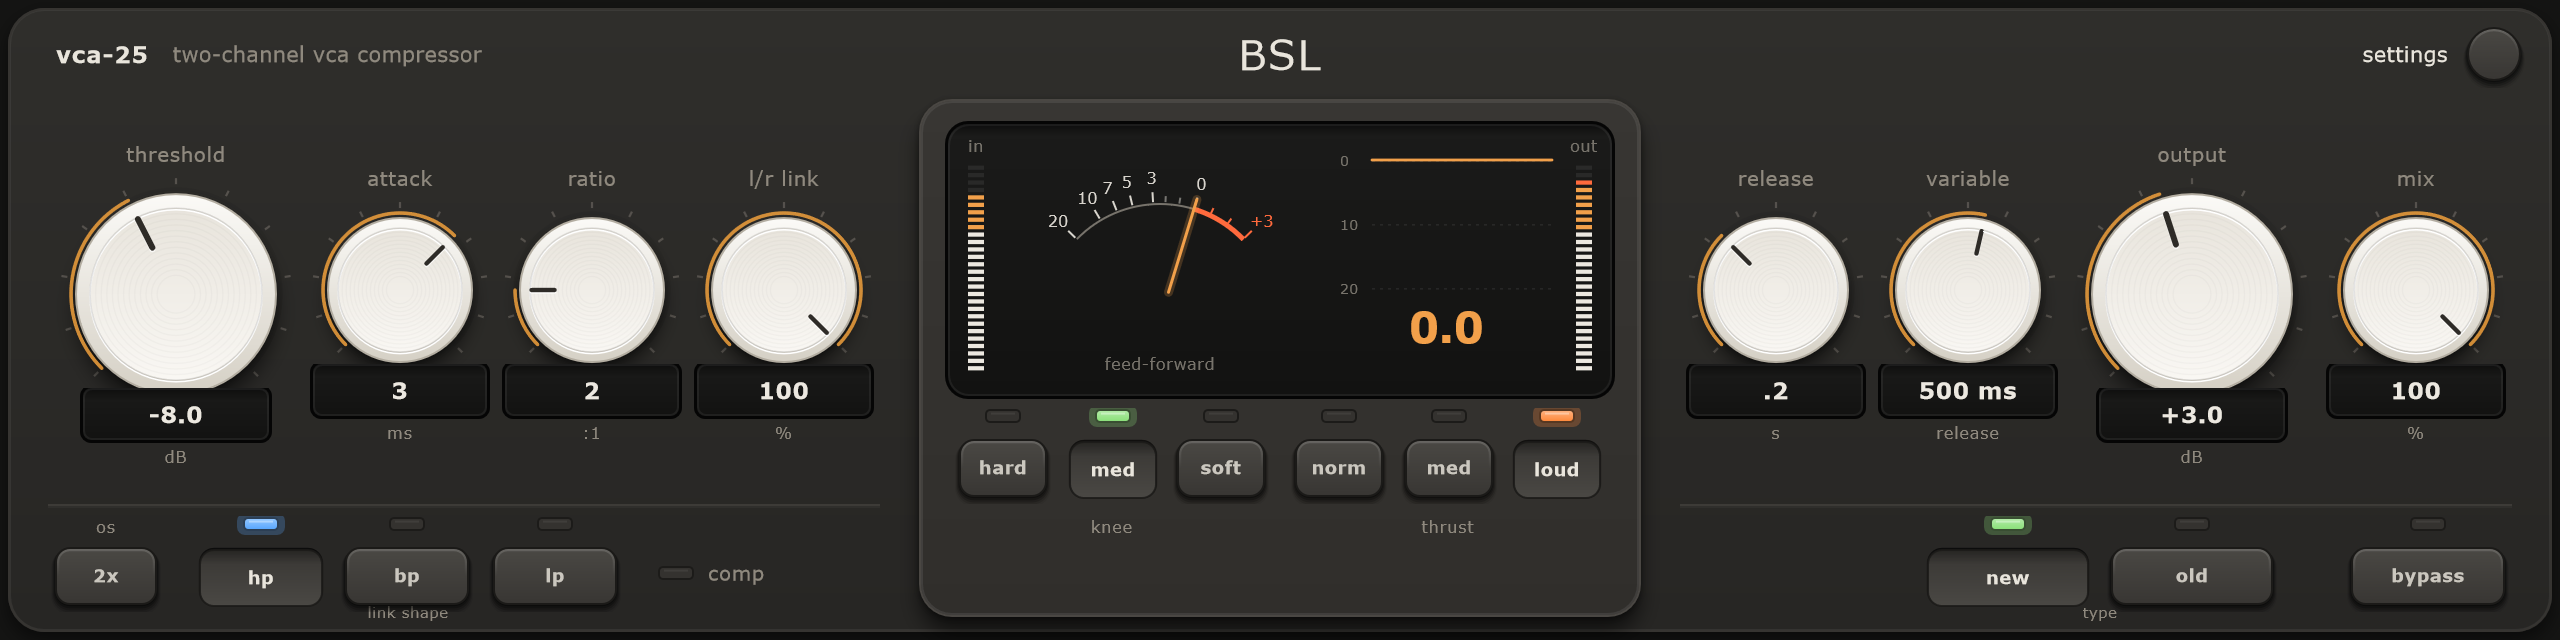 vca-25 two-channel vca compressor
BSL
settings
threshold
attack
ratio
l/r link
-8.0
dB
3
ms
2
:1
100
%
in
20 10 7 5 3 0 +3
feed-forward
0
10
20
0.0
out
release
variable
output
mix
.2
s
500 ms
release
+3.0
dB
100
%
hard med soft norm med loud
knee
thrust
os
2x
hp bp lp
link shape
comp
new old
type
bypass